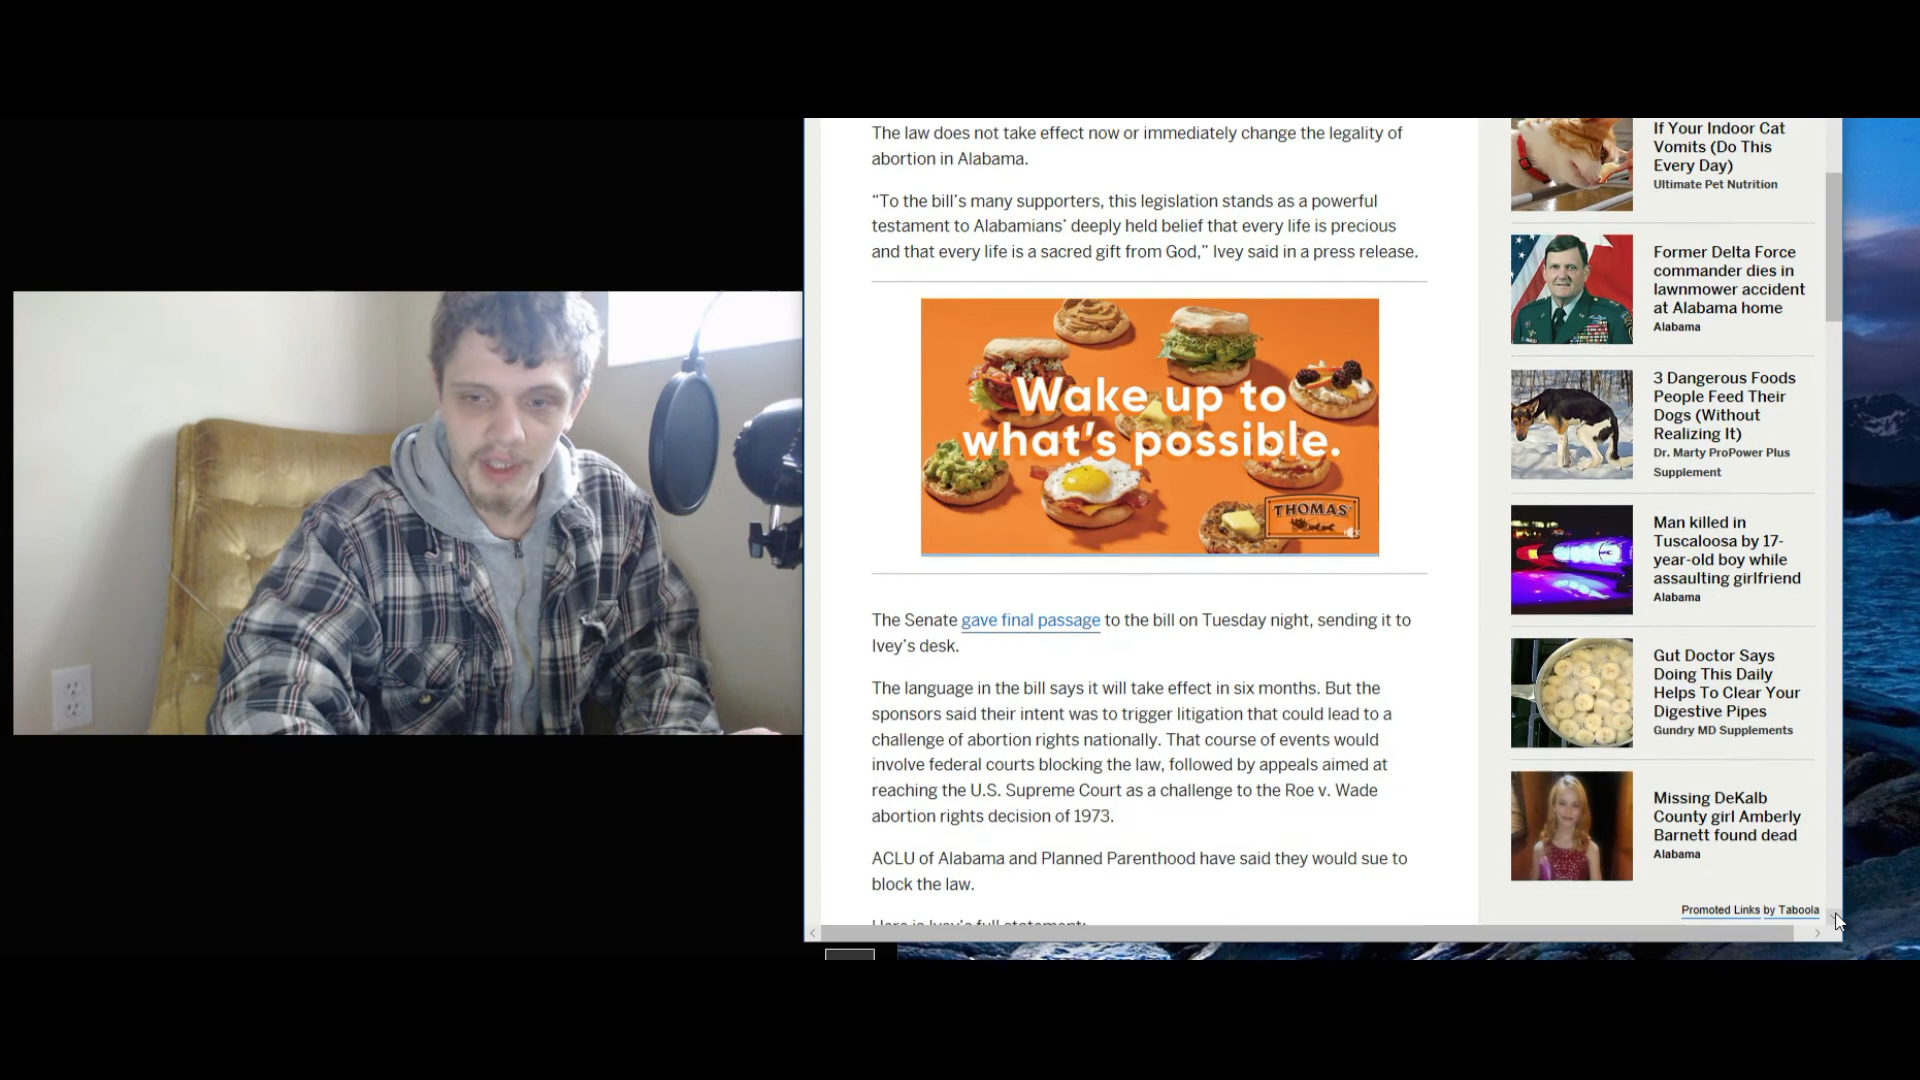 The law does not take effect now or immediately change the legality of
abortion in Alabama.
“To the bill’s many supporters, this legislation stands as a powerful
testament to Alabamians’ deeply held belief that every life is precious
and that every life is a sacred gift from God,” Ivey said in a press release.
Wake up to
what’s possible.
THOMAS'
The Senate gave final passage to the bill on Tuesday night, sending it to
Ivey’s desk.
The language in the bill says it will take effect in six months. But the
sponsors said their intent was to trigger litigation that could lead to a
challenge of abortion rights nationally. That course of events would
involve federal courts blocking the law, followed by appeals aimed at
reaching the U.S. Supreme Court as a challenge to the Roe v. Wade
abortion rights decision of 1973.
ACLU of Alabama and Planned Parenthood have said they would sue to
block the law.
Here is Ivey’s full statement:
If Your Indoor Cat
Vomits (Do This
Every Day)
Ultimate Pet Nutrition
Former Delta Force
commander dies in
lawnmower accident
at Alabama home
Alabama
3 Dangerous Foods
People Feed Their
Dogs (Without
Realizing It)
Dr. Marty ProPower Plus
Supplement
Man killed in
Tuscaloosa by 17-
year-old boy while
assaulting girlfriend
Alabama
Gut Doctor Says
Doing This Daily
Helps To Clear Your
Digestive Pipes
Gundry MD Supplements
Missing DeKalb
County girl Amberly
Barnett found dead
Alabama
Promoted Links by Taboola